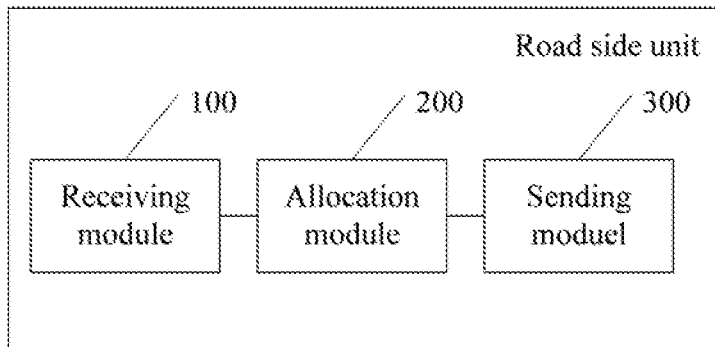 Road side unit
100
200
300
Receiving
module
Allocation
module
Sending
moduel